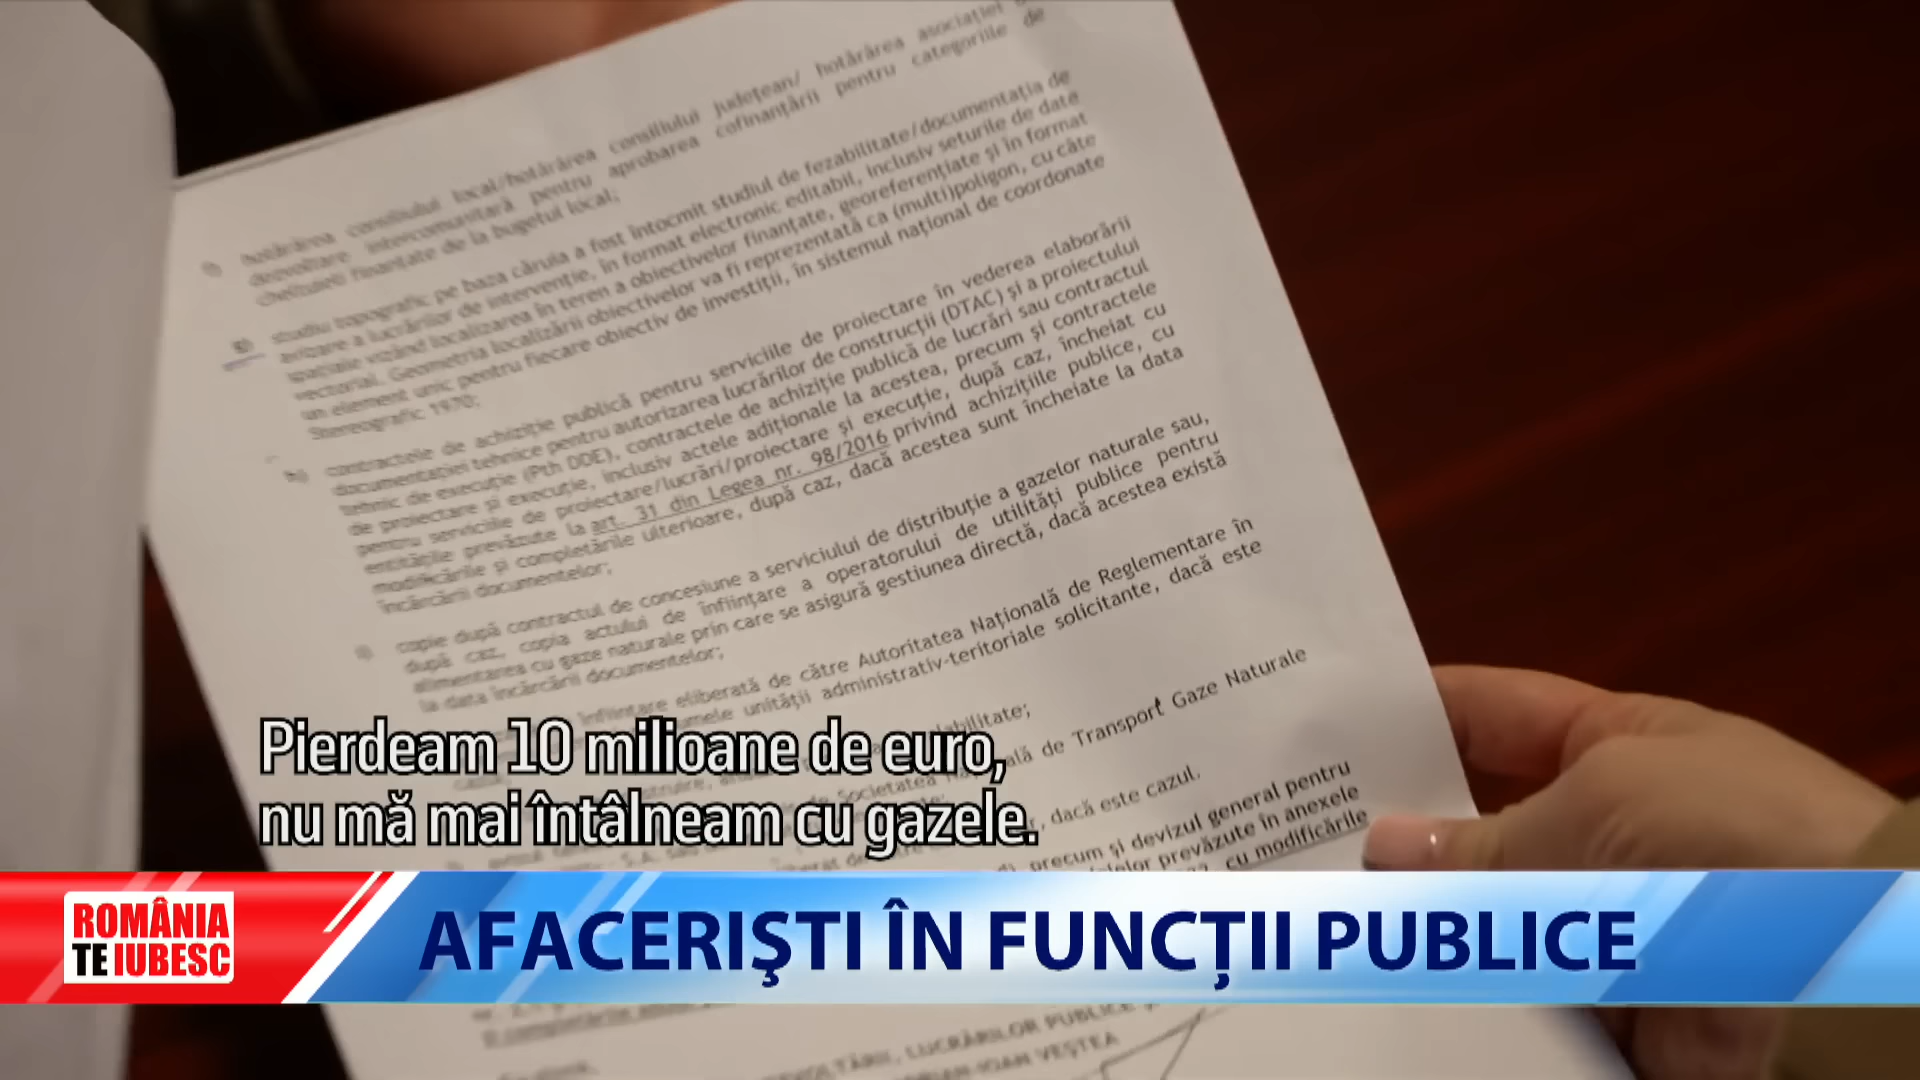 hotărârea consiliului local/hotărârea consiliului județean/ hotărârea asociației
dezvoltare intercomunitară pentru aprobarea cofinanțării pentru categoriile de
cheltuieli finanțate de la bugetul local;
g) studiu topografic pe baza căruia a fost întocmit studiul de fezabilitate/documentația de
avizare a lucrărilor de intervenție, în format electronic editabil, inclusiv seturile de date
spațiale vizând localizarea în teren a obiectivelor finanțate, georeferențiate și în format
vectorial. Geometria localizării obiectivelor va fi reprezentată ca (multi)poligon, cu câte
un element unic pentru fiecare obiectiv de investiții, în sistemul național de coordonate
Stereografic 1970;
h) contractele de achiziție publică pentru serviciile de proiectare în vederea elaborării
documentației tehnice pentru autorizarea lucrărilor de construcții (DTAC) și a proiectului
tehnic de execuție (Pth DDE), contractele de achiziție publică de lucrări sau contractul
de proiectare și execuție, inclusiv actele adiționale la acestea, precum și contractele
pentru serviciile de proiectare/lucrări/proiectare și execuție, după caz, încheiat cu
entitățile prevăzute la art. 31 din Legea nr. 98/2016 privind achizițiile publice, cu
modificările și completările ulterioare, după caz, dacă acestea sunt încheiate la data
încărcării documentelor;
i) copie după contractul de concesiune a serviciului de distribuție a gazelor naturale sau,
după caz, copia actului de înființare a operatorului de utilități publice pentru
alimentarea cu gaze naturale prin care se asigură gestiunea directă, dacă acestea există
la data încărcării documentelor;
înființare eliberată de către Autoritatea Națională de Reglementare în
numele unității administrativ-teritoriale solicitante, dacă este
cazul
de Societatea Națională de Transport Gaze Naturale
dacă este cazul.
precum și devizul general pentru
prevăzute în anexele
cu modificările
Pierdeam 10 milioane de euro,
nu mă mai întâlneam cu gazele.
ROMÂNIA
TE IUBESC
AFACERIŞTI ÎN FUNCŢII PUBLICE
LUCRĂRILOR PUBLICE
IOAN VEȘTEA